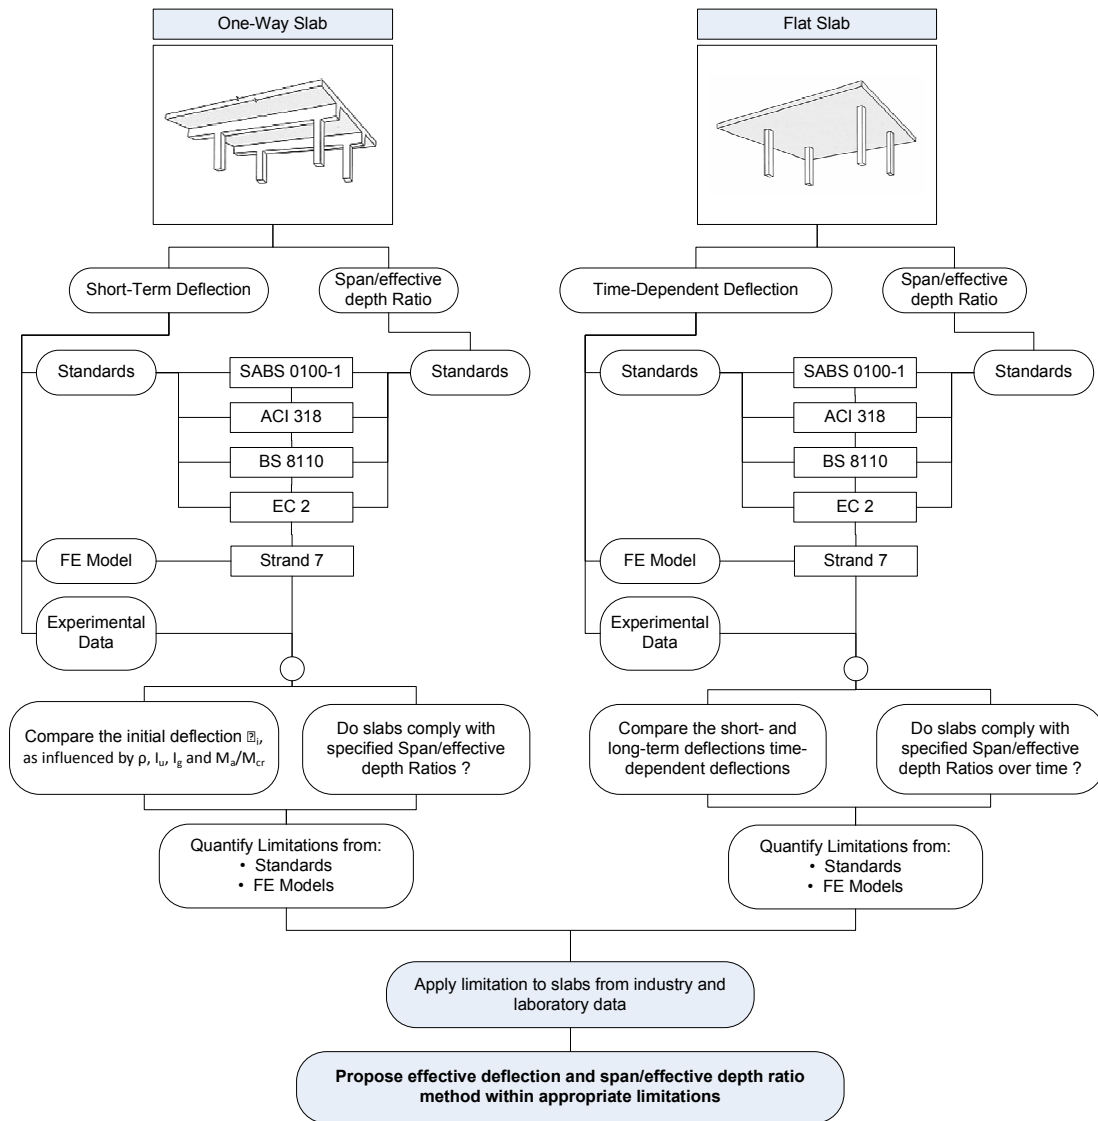 One-Way Slab
Flat Slab
Short-Term Deflection
Span/effective
depth Ratio
Time-Dependent Deflection
Span/effective
depth Ratio
Standards
SABS 0100-1
Standards
ACI 318
BS 8110
EC 2
FE Model
Strand 7
Experimental
Data
Standards
SABS 0100-1
Standards
ACI 318
BS 8110
EC 2
FE Model
Strand 7
Experimental
Data
Compare the initial deflection ⍰i,
as influenced by ρ, Iu, Ig and Ma/Mcr
Do slabs comply with
specified Span/effective
depth Ratios ?
Compare the short- and
long-term deflections time-
dependent deflections
Do slabs comply with
specified Span/effective
depth Ratios over time ?
Quantify Limitations from:
• Standards
• FE Models
Quantify Limitations from:
• Standards
• FE Models
Apply limitation to slabs from industry and
laboratory data
Propose effective deflection and span/effective depth ratio
method within appropriate limitations